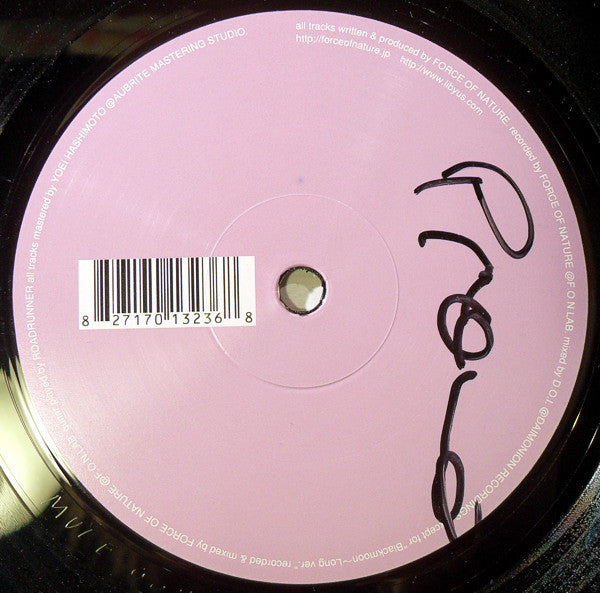 all tracks written & produced by FORCE OF NATURE. recorded by FORCE OF NATURE @F.O.N LAB. mixed by D.O.I. @DAIMONION RECORDINGS
except for "Blackmoon~Long ver." recorded & mixed by FORCE OF NATURE @F.O.N LAB. guitar played by ROADRUNNER all tracks mastered by YOEI HASHIMOTO @AUBRITE MASTERING STUDIO
http://forceofnature.jp http://www.libyus.com
8 27170 13236 8